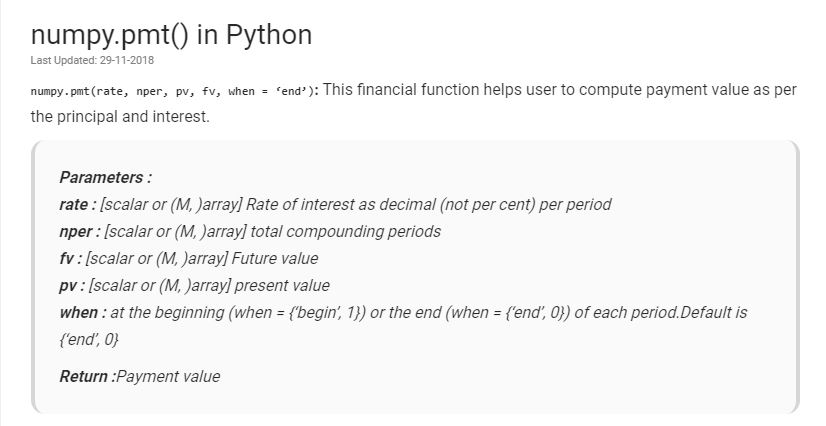 numpy.pmt() in Python
Last Updated: 29-11-2018
numpy.pmt(rate, nper, pv, fv, when = ‘end’): This financial function helps user to compute payment value as per
the principal and interest.
Parameters :
rate : [scalar or (M, )array] Rate of interest as decimal (not per cent) per period
nper : [scalar or (M, )array] total compounding periods
fv : [scalar or (M, )array] Future value
pv : [scalar or (M, )array] present value
when : at the beginning (when = {‘begin’, 1}) or the end (when = {‘end’, 0}) of each period.Default is
{‘end’, 0}
Return :Payment value